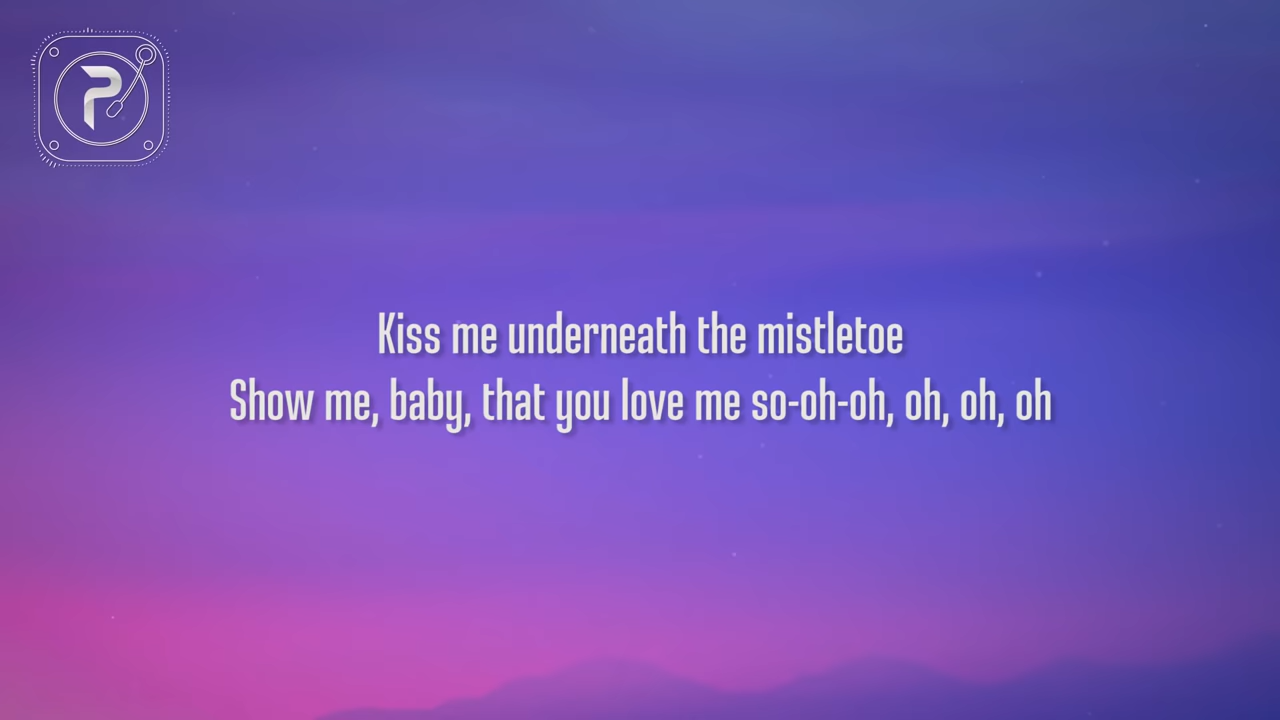 P
Kiss me underneath the mistletoe
Show me, baby, that you love me so-oh-oh, oh, oh, oh